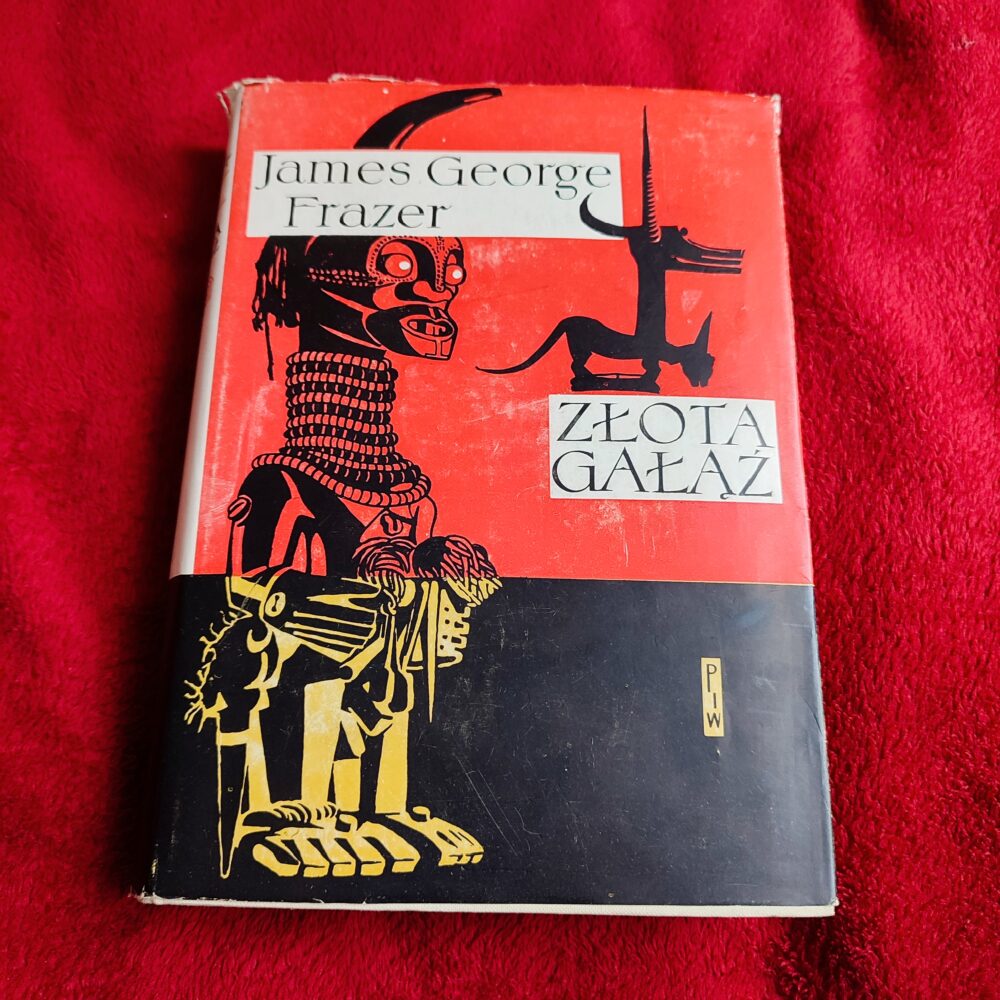 James George
Frazer
ZŁOTA
GAŁĄŹ
PIW